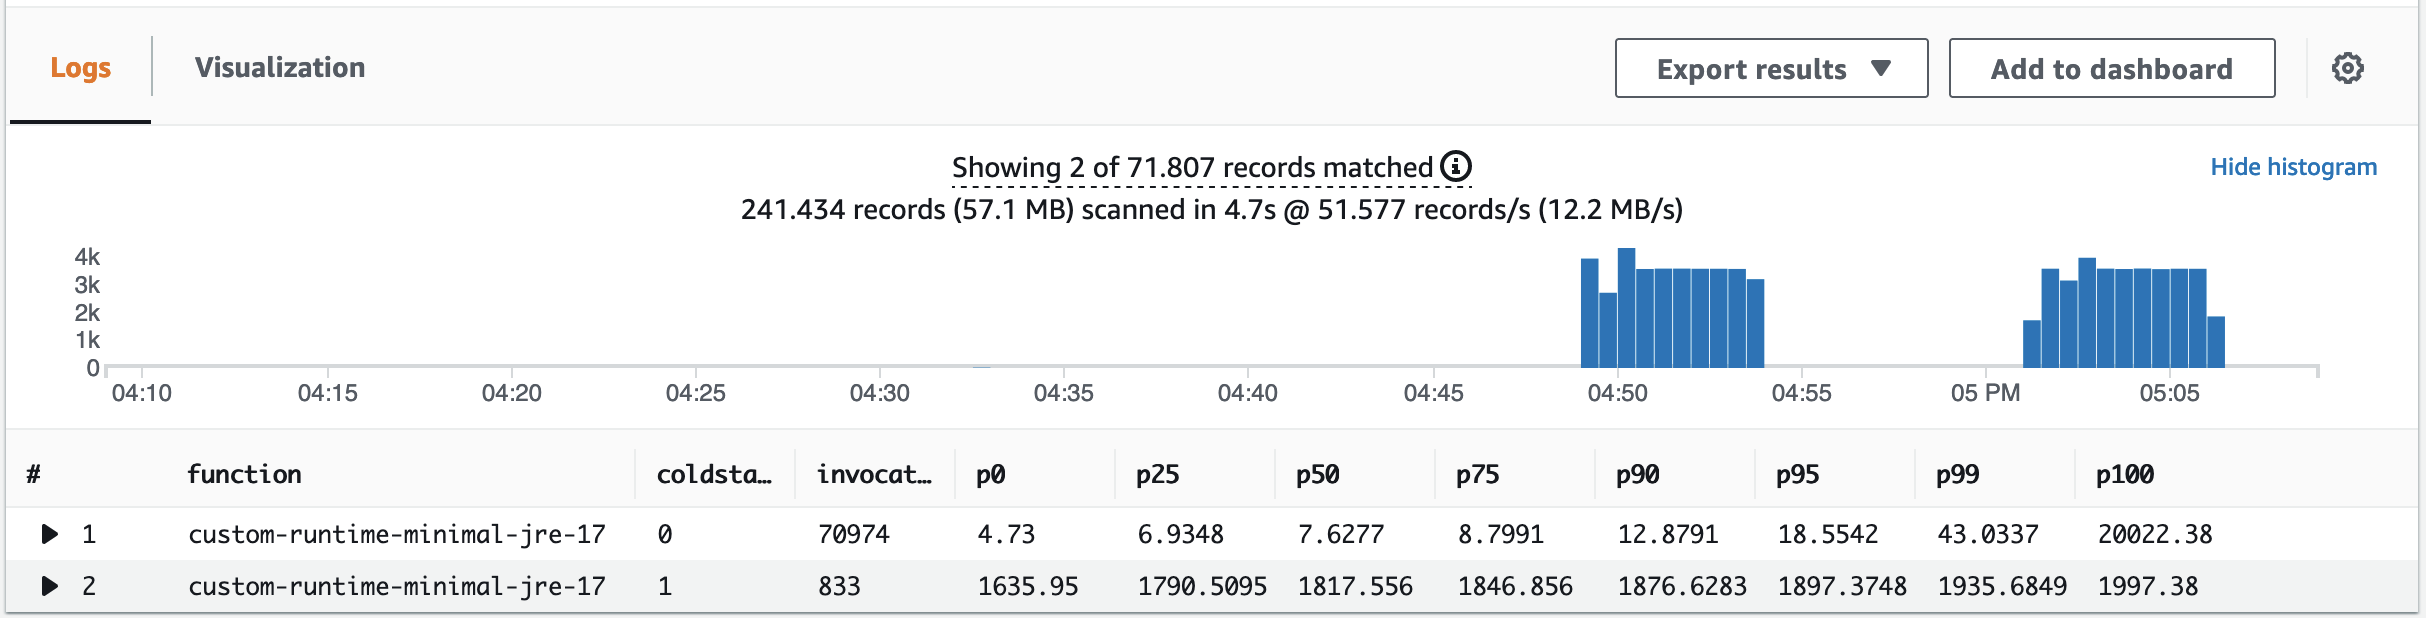 Logs Visualization Export results Add to dashboard
Showing 2 of 71.807 records matched
Hide histogram
241.434 records (57.1 MB) scanned in 4.7s @ 51.577 records/s (12.2 MB/s)
4k
3k
2k
1k
0
04:10 04:15 04:20 04:25 04:30 04:35 04:40 04:45 04:50 04:55 05 PM 05:05
# function coldsta… invocat… p0 p25 p50 p75 p90 p95 p99 p100
1 custom-runtime-minimal-jre-17 0 70974 4.73 6.9348 7.6277 8.7991 12.8791 18.5542 43.0337 20022.38
2 custom-runtime-minimal-jre-17 1 833 1635.95 1790.5095 1817.556 1846.856 1876.6283 1897.3748 1935.6849 1997.38